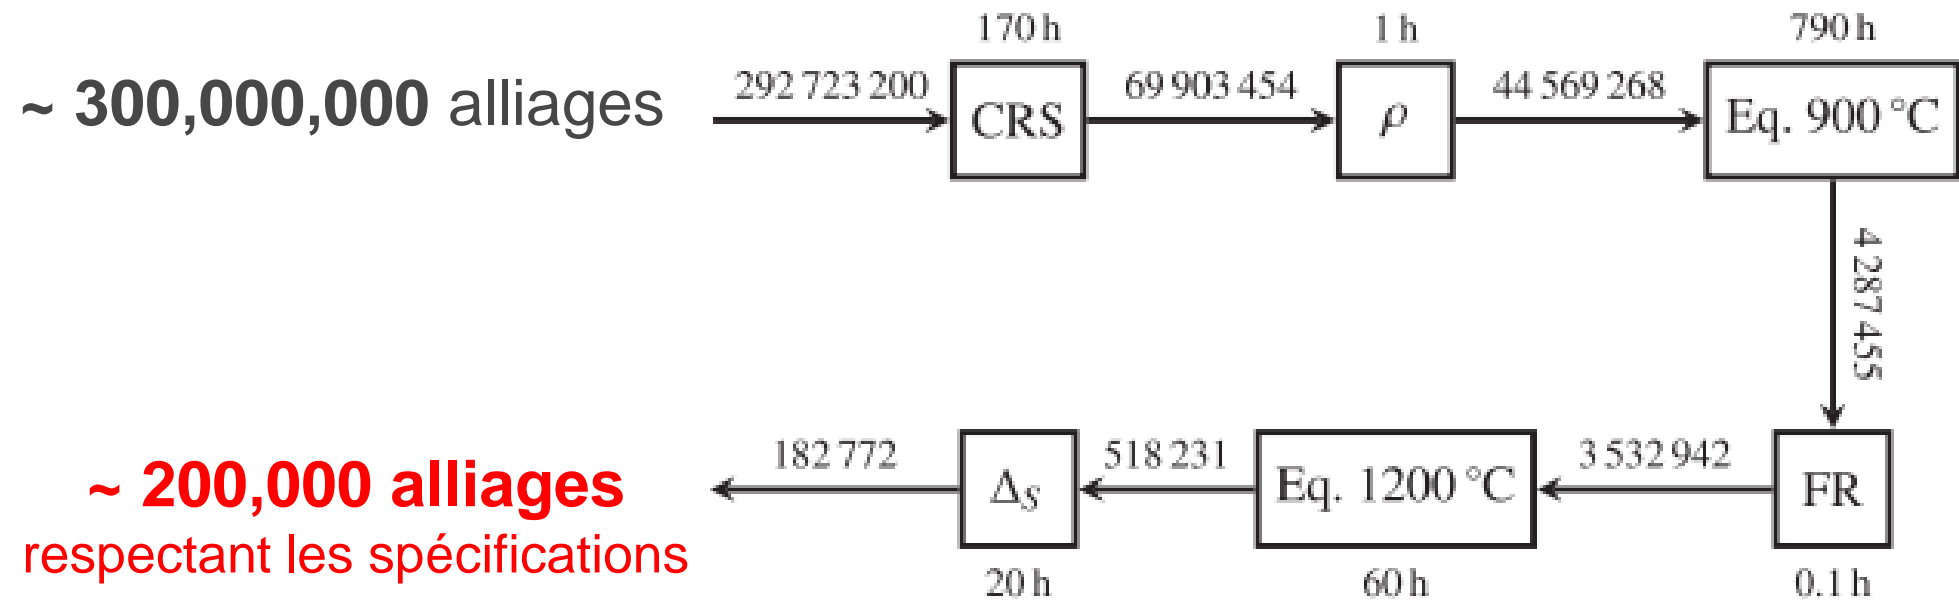 170 h
1 h
790 h
~ 300,000,000 alliages
292 723 200
CRS
69 903 454
ρ
44 569 268
Eq. 900 °C
4 287 455
~ 200,000 alliages
respectant les spécifications
182 772
Δs
518 231
Eq. 1200 °C
3 532 942
FR
20 h
60 h
0.1 h